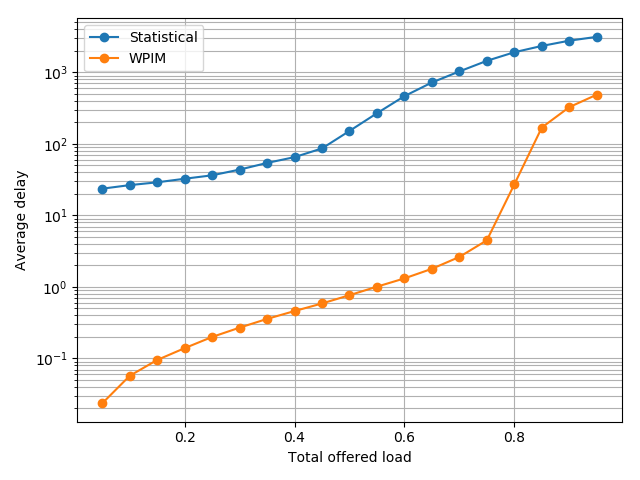 Statistical
WPIM
Average delay
10³
10²
10¹
10⁰
10⁻¹
0.2 0.4 0.6 0.8
Total offered load